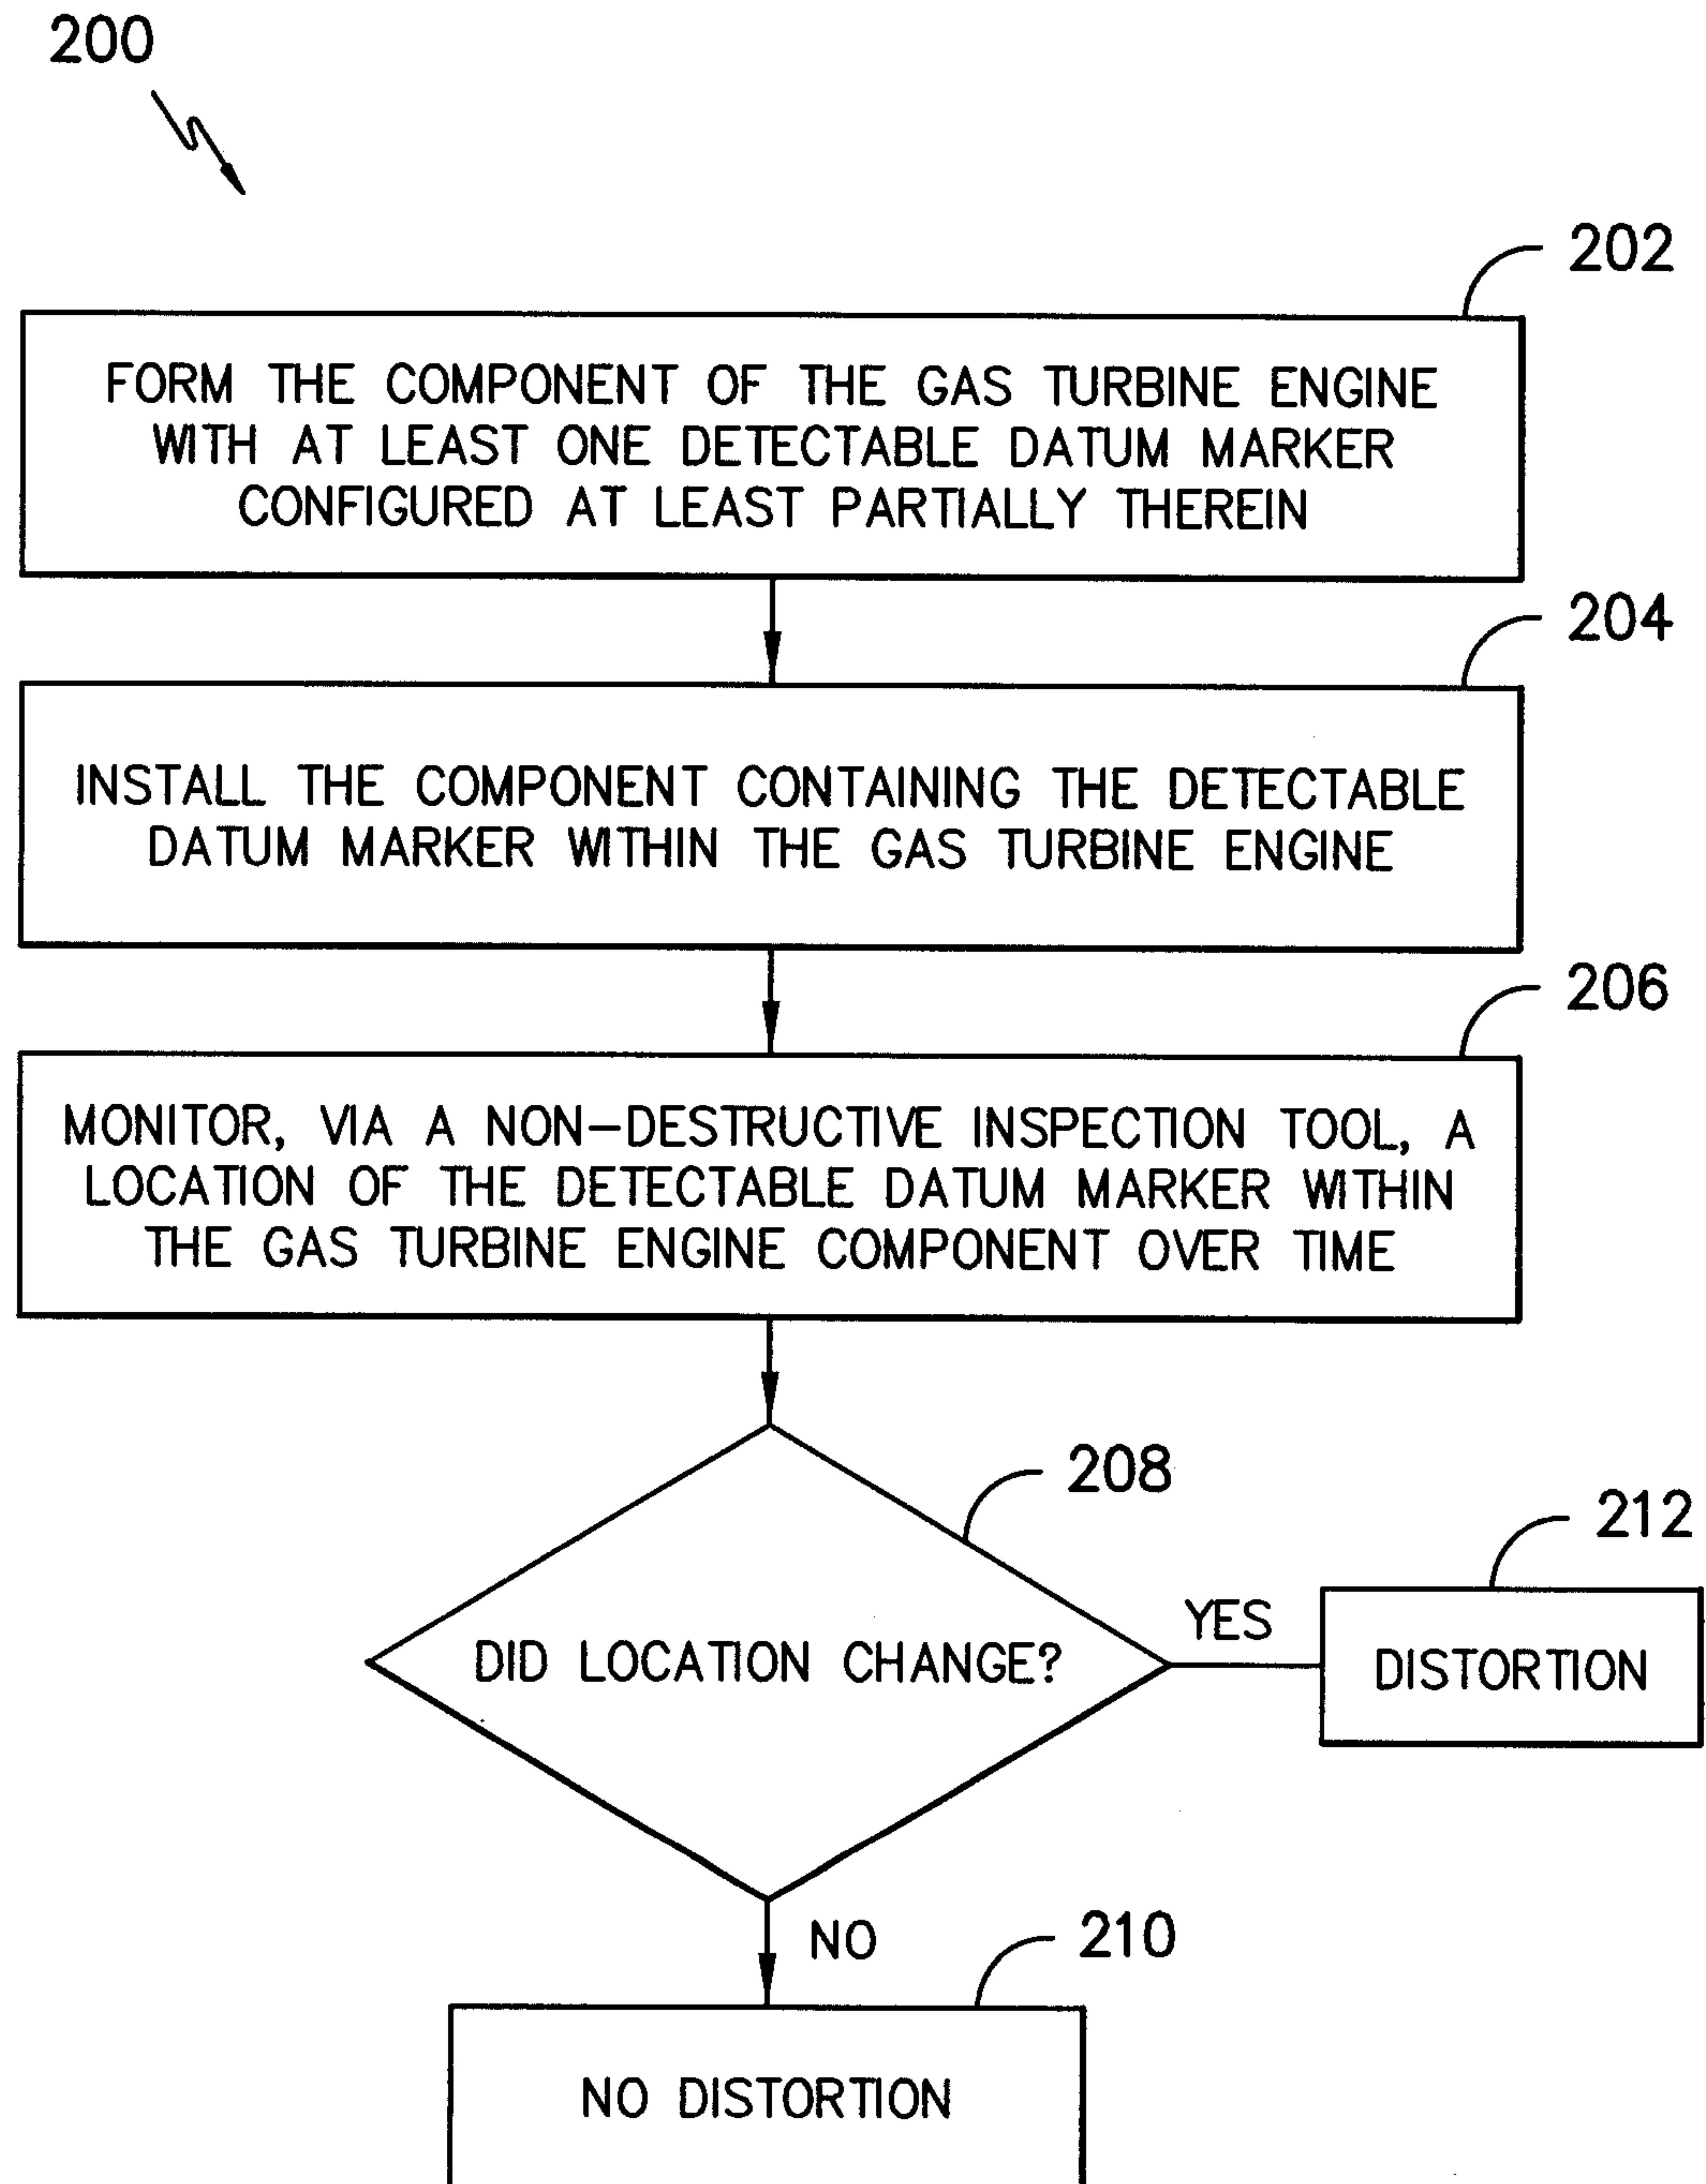 200
202
FORM THE COMPONENT OF THE GAS TURBINE ENGINE
WITH AT LEAST ONE DETECTABLE DATUM MARKER
CONFIGURED AT LEAST PARTIALLY THEREIN
204
INSTALL THE COMPONENT CONTAINING THE DETECTABLE
DATUM MARKER WITHIN THE GAS TURBINE ENGINE
206
MONITOR, VIA A NON-DESTRUCTIVE INSPECTION TOOL, A
LOCATION OF THE DETECTABLE DATUM MARKER WITHIN
THE GAS TURBINE ENGINE COMPONENT OVER TIME
208
DID LOCATION CHANGE?
YES
212
DISTORTION
NO
210
NO DISTORTION